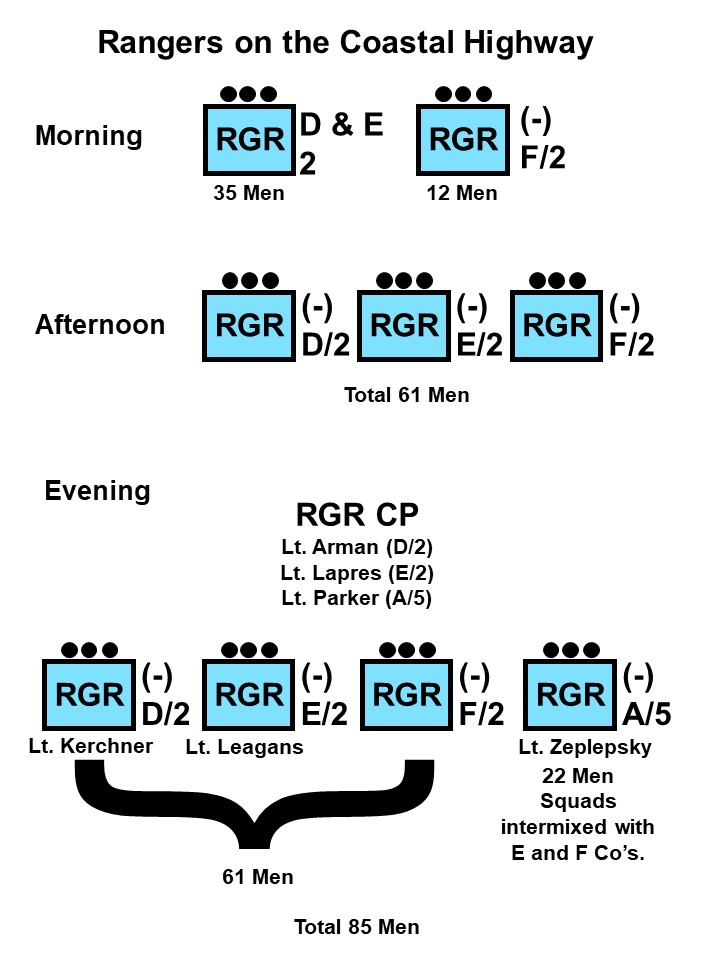 Rangers on the Coastal Highway
Morning
RGR
D & E
2
35 Men
RGR
(-)
F/2
12 Men
Afternoon
RGR
(-)
D/2
RGR
(-)
E/2
RGR
(-)
F/2
Total 61 Men
Evening
RGR CP
Lt. Arman (D/2)
Lt. Lapres (E/2)
Lt. Parker (A/5)
RGR
(-)
D/2
Lt. Kerchner
RGR
(-)
E/2
Lt. Leagans
RGR
(-)
F/2
RGR
(-)
A/5
Lt. Zeplepsky
22 Men
Squads
intermixed with
E and F Co’s.
61 Men
Total 85 Men